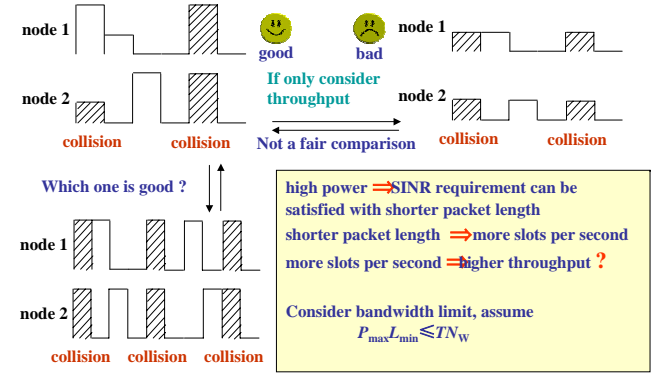 node 1
good
bad
node 1
node 2
If only consider
throughput
node 2
collision
collision
Not a fair comparison
collision
collision
Which one is good ?
high power ⇒ SINR requirement can be
satisfied with shorter packet length
shorter packet length ⇒ more slots per second
more slots per second ⇒ higher throughput ?
Consider bandwidth limit, assume
PmaxLmin≤TNW
node 1
node 2
collision
collision
collision